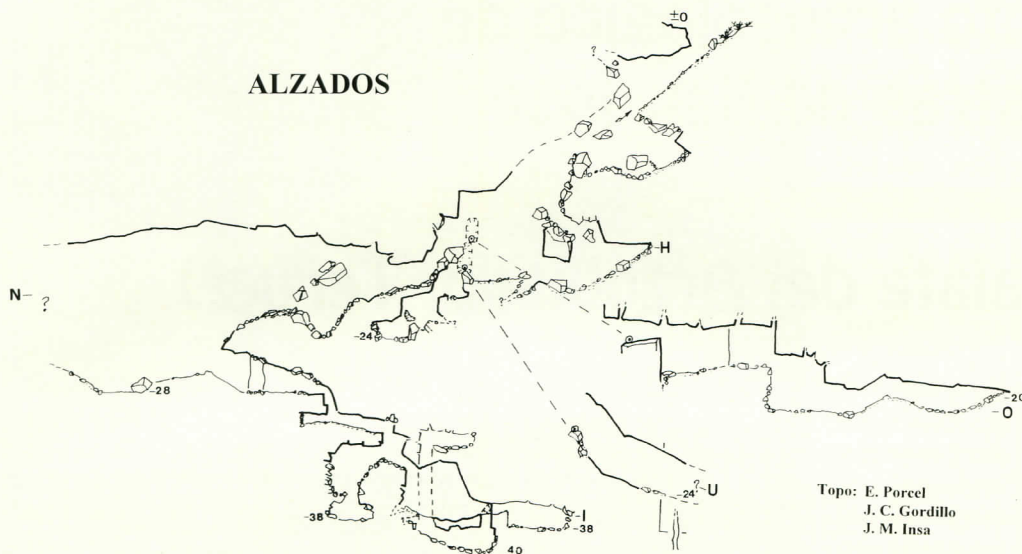 ±0
?
ALZADOS
H
N
?
?
-24
-28
-20
O
?
?
-24
U
I
-38
-38
40
Topo: E. Porcel
J. C. Gordillo
J. M. Insa